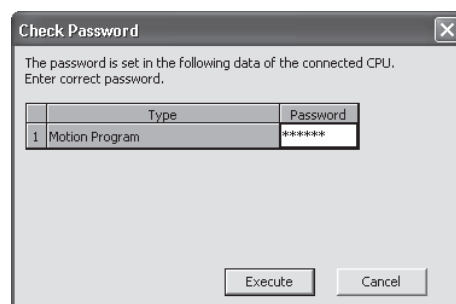 Check Password
The password is set in the following data of the connected CPU.
Enter correct password.
Type Password
1 Motion Program ******
Execute Cancel